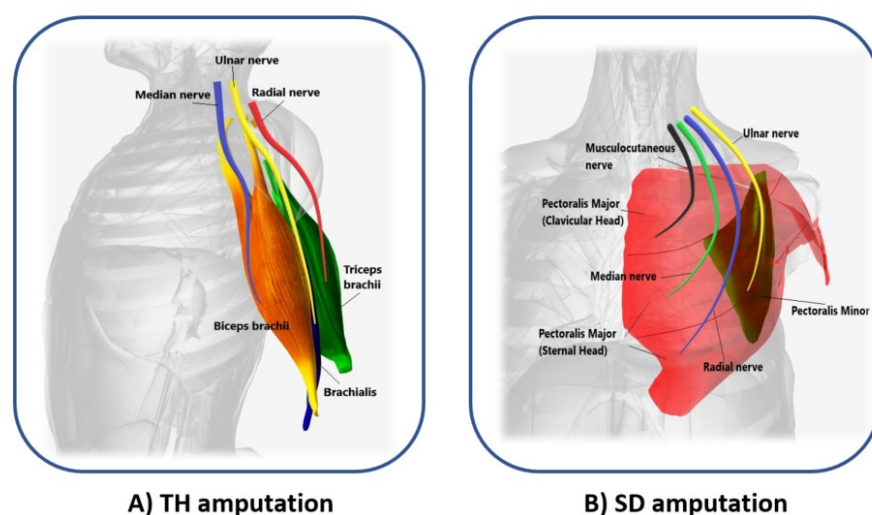 Ulnar nerve
Median nerve
Radial nerve
Triceps
brachii
Biceps brachii
Brachialis
A) TH amputation
Ulnar nerve
Musculocutaneous
nerve
Pectoralis Major
(Clavicular Head)
Median nerve
Pectoralis Minor
Pectoralis Major
(Sternal Head)
Radial nerve
B) SD amputation